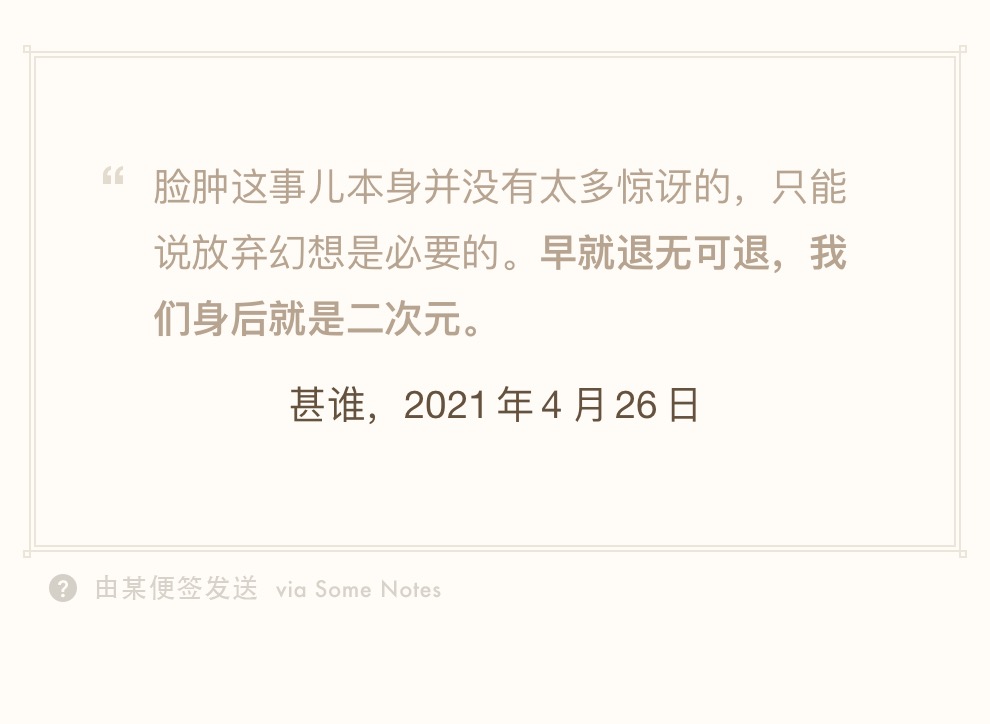 “ 脸肿这事儿本身并没有太多惊讶的，只能
说放弃幻想是必要的。早就退无可退，我
们身后就是二次元。
甚谁，2021 年 4 月 26 日
? 由某便签发送 via Some Notes